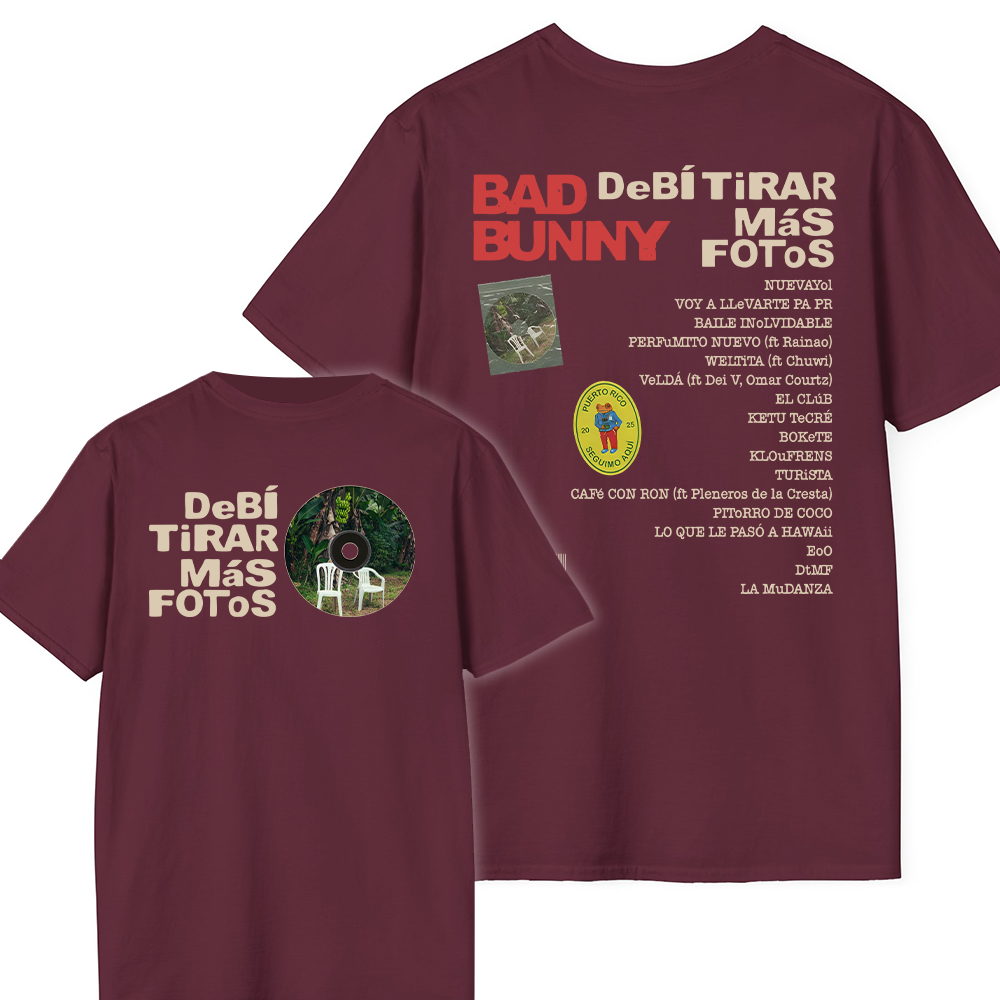 BAD
BUNNY
DeBÍ TiRAR
MáS
FOToS
NUEVAYol
VOY A LLeVARTE PA PR
BAILE INoLVIDABLE
PERFuMITO NUEVO (ft Rainao)
WELTiTA (ft Chuwi)
VeLDÁ (ft Dei V, Omar Courtz)
EL CLúB
KETU TeCRÉ
BOKeTE
KLOuFRENS
TURiSTA
CAFé CON RON (ft Pleneros de la Cresta)
PIToRRO DE COCO
LO QUE LE PASÓ A HAWAii
EoO
DtMF
LA MuDANZA
PUERTO RICO
20 25
SEGUIMO AQUÍ
DeBÍ
TiRAR
MáS
FOToS